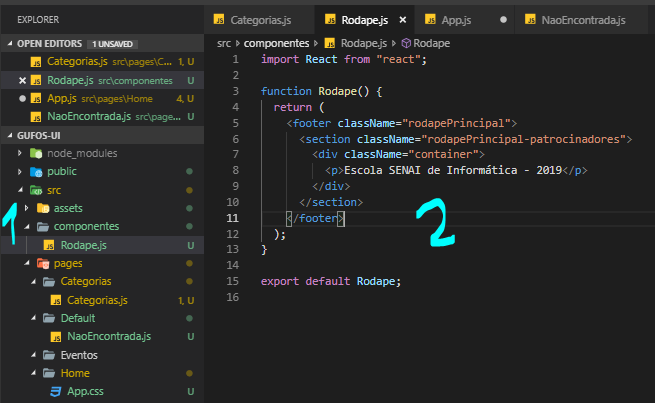 EXPLORER
OPEN EDITORS 1 UNSAVED
Categorias.js src\pages\C... 1, U
Rodape.js src\componentes U
App.js src\pages\Home 4, U
NaoEncontrada.js src\page... U
GUFOS-UI
node_modules
public
src
assets
componentes
Rodape.js U
pages
Categorias
Categorias.js 1, U
Default
NaoEncontrada.js U
Eventos
Home
App.css U
1
Categorias.js Rodape.js App.js NaoEncontrada.js
src componentes Rodape.js Rodape
1 import React from "react";
2
3 function Rodape() {
4 return (
5 <footer className="rodapePrincipal">
6 <section className="rodapePrincipal-patrocinadores">
7 <div className="container">
8 <p>Escola SENAI de Informática - 2019</p>
9 </div>
10 </section>
11 </footer>
12 );
13 }
14
15 export default Rodape;
16
2